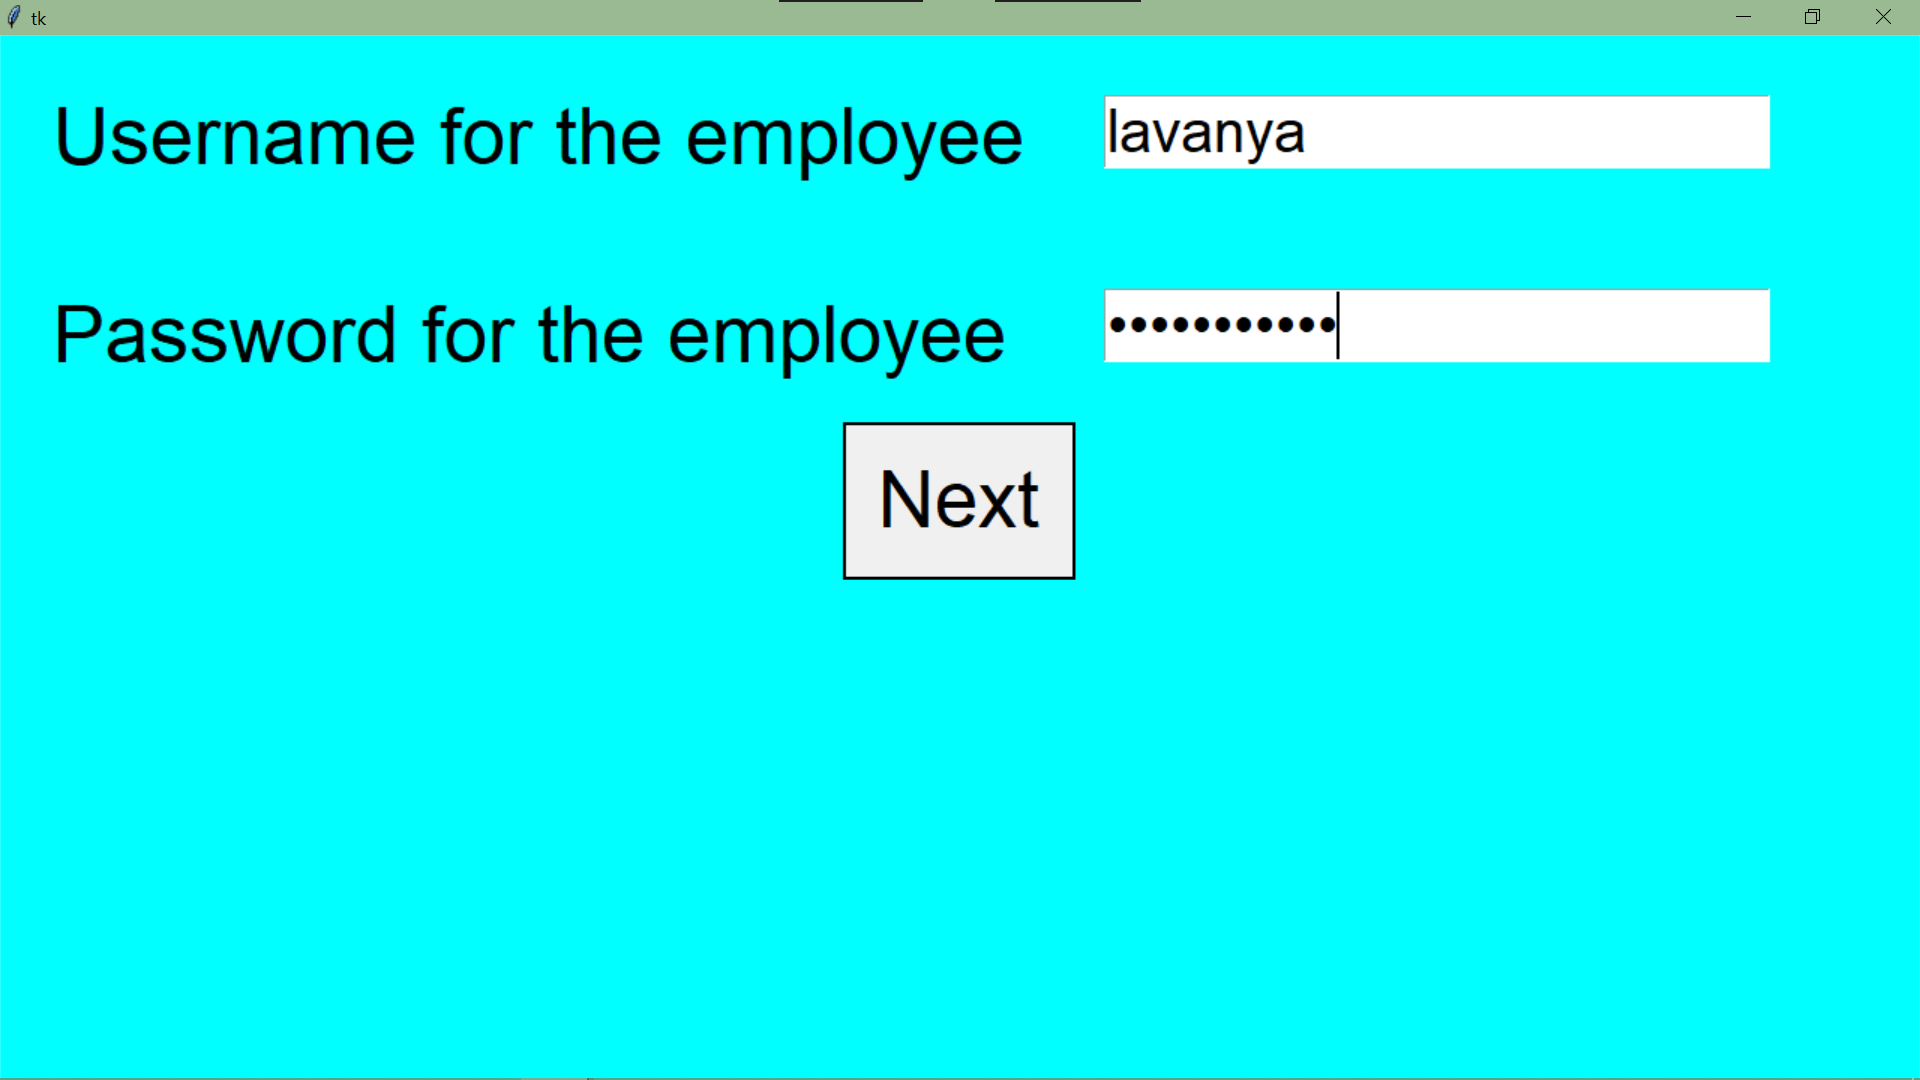 tk
Username for the employee lavanya
Password for the employee •••••••••••
Next